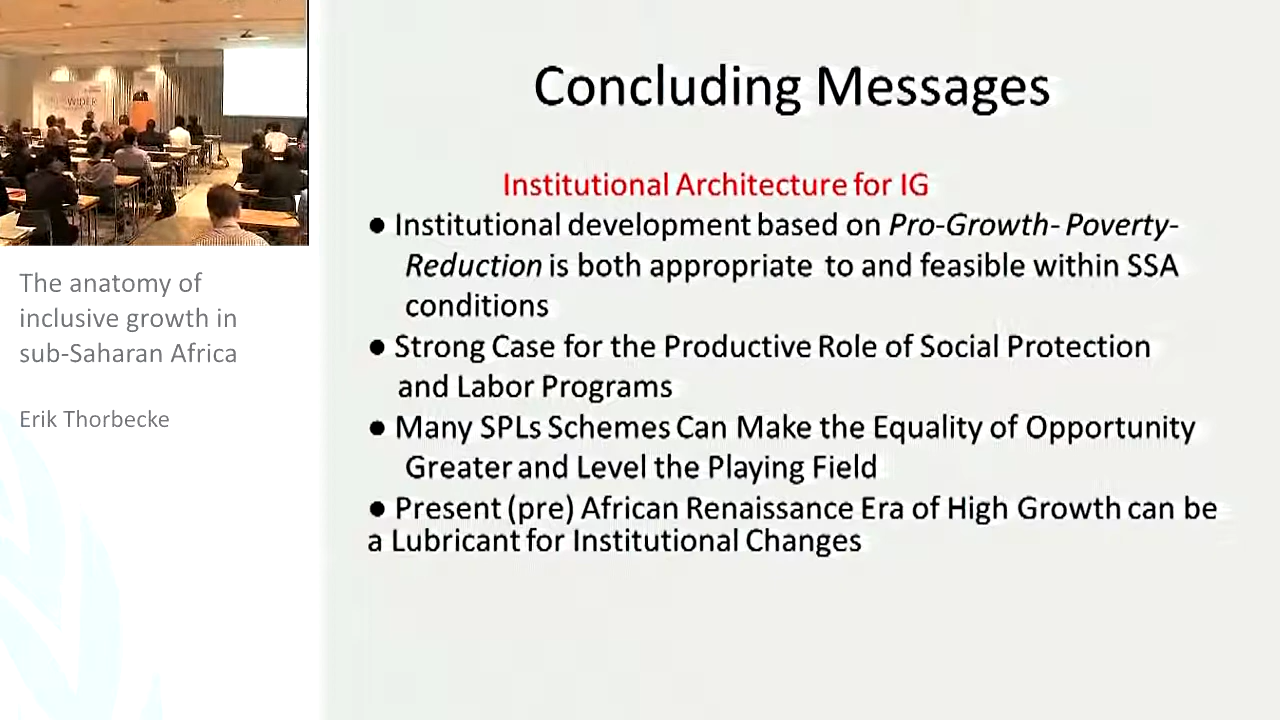 Concluding Messages
Institutional Architecture for IG
● Institutional development based on Pro-Growth- Poverty-
Reduction is both appropriate to and feasible within SSA
conditions
● Strong Case for the Productive Role of Social Protection
and Labor Programs
● Many SPLs Schemes Can Make the Equality of Opportunity
Greater and Level the Playing Field
● Present (pre) African Renaissance Era of High Growth can be
a Lubricant for Institutional Changes
WIDER
The anatomy of
inclusive growth in
sub-Saharan Africa
Erik Thorbecke